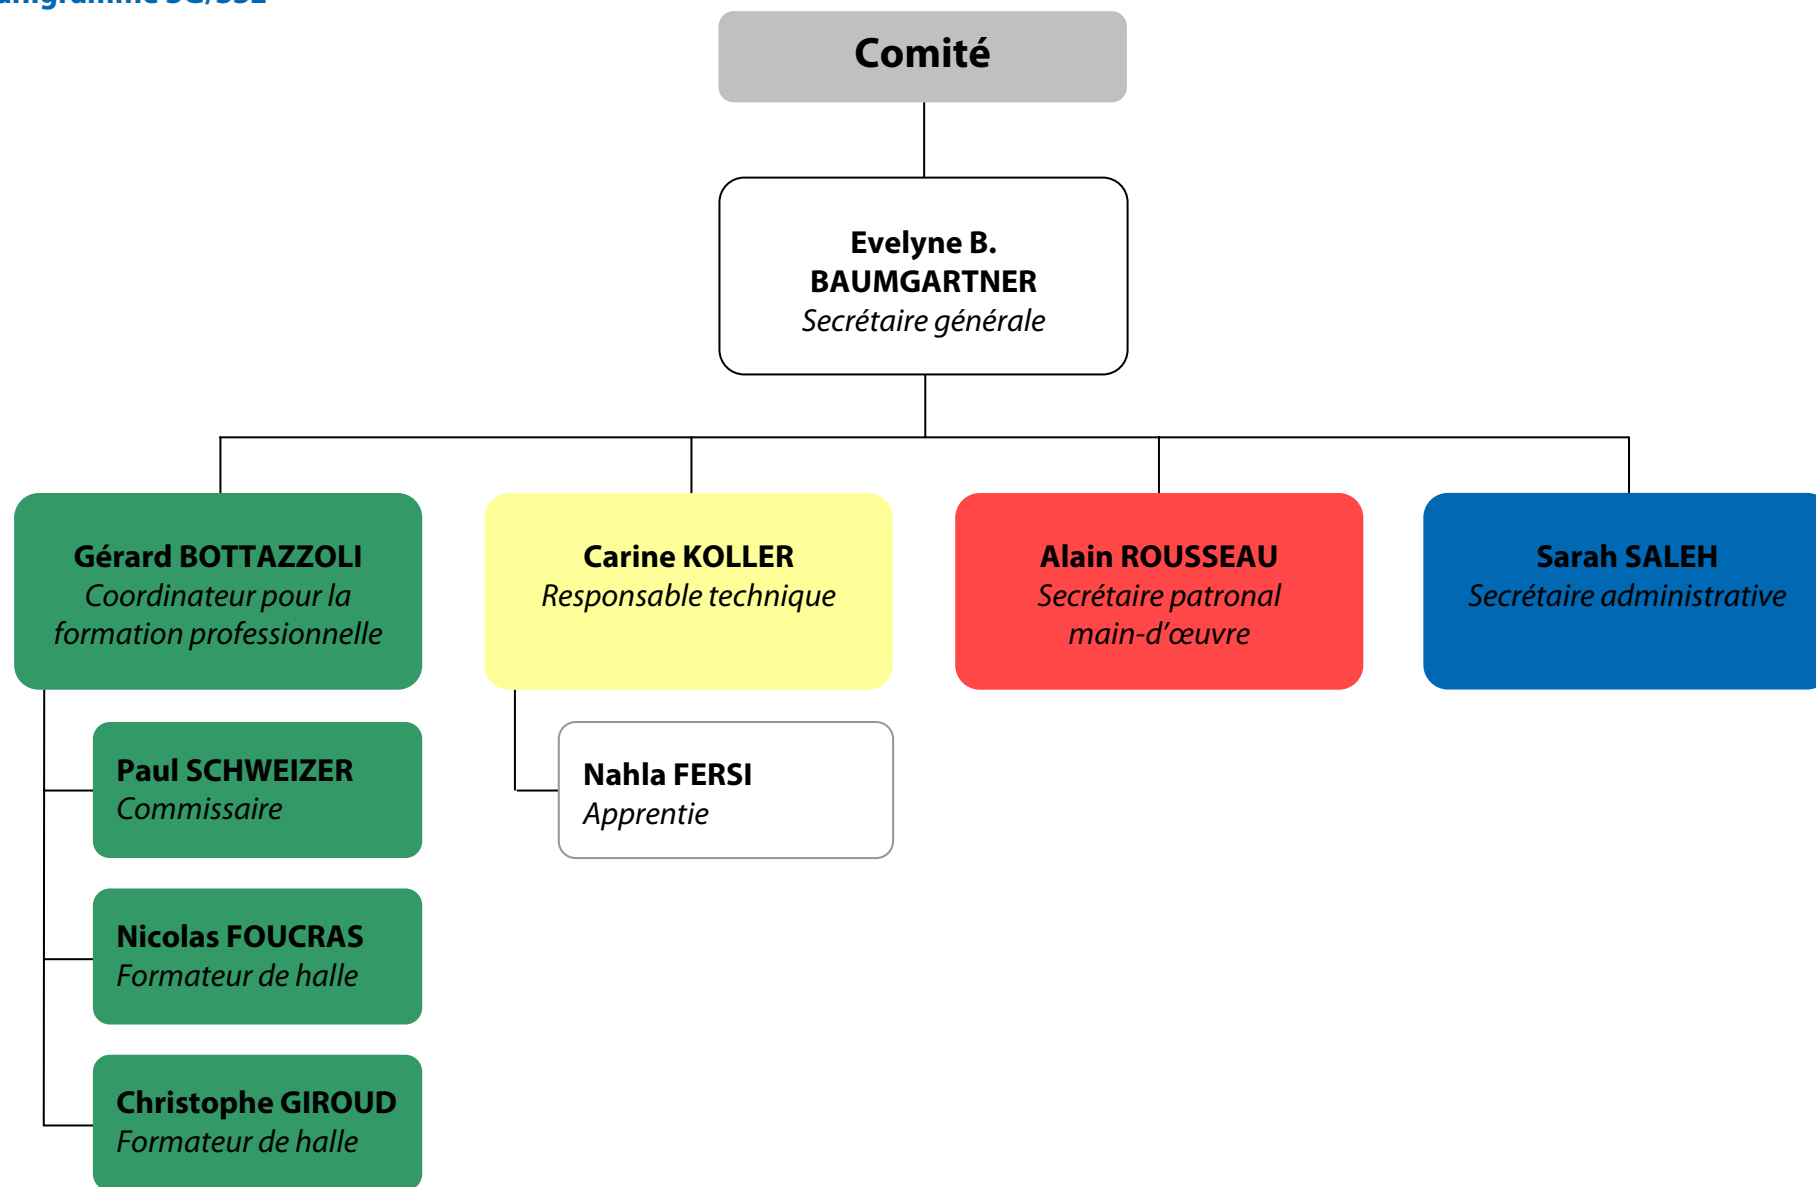 Comité
Evelyne B.
BAUMGARTNER
Secrétaire générale
Gérard BOTTAZZOLI
Coordinateur pour la
formation professionnelle
Carine KOLLER
Responsable technique
Alain ROUSSEAU
Secrétaire patronal
main-d’œuvre
Sarah SALEH
Secrétaire administrative
Paul SCHWEIZER
Commissaire
Nahla FERSI
Apprentie
Nicolas FOUCRAS
Formateur de halle
Christophe GIROUD
Formateur de halle